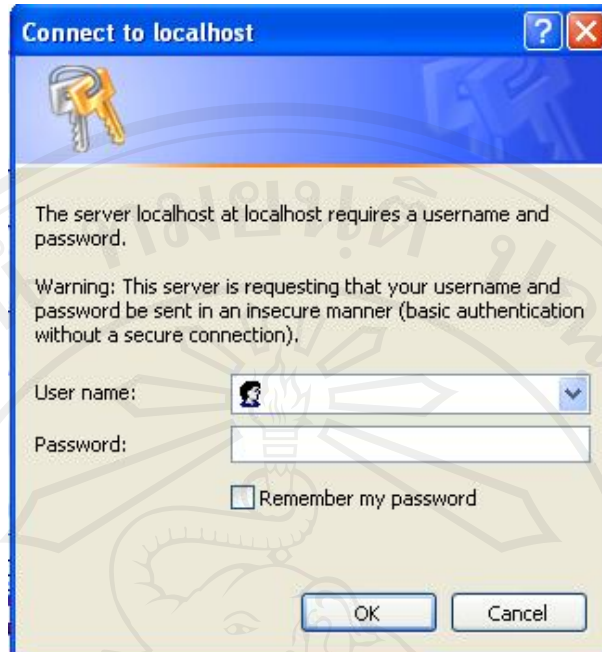 Connect to localhost
The server localhost at localhost requires a username and
password.
Warning: This server is requesting that your username and
password be sent in an insecure manner (basic authentication
without a secure connection).
User name:
Password:
Remember my password
OK
Cancel